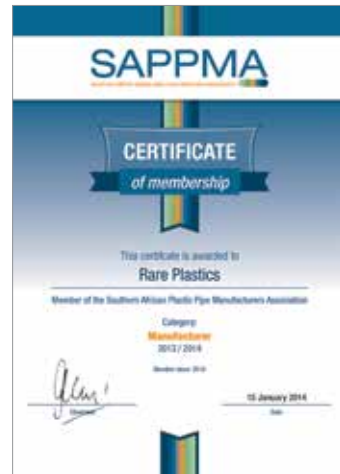 SAPPMA
CERTIFICATE
of membership
This certificate is awarded to
Rare Plastics
Member of the Southern African Plastic Pipe Manufacturers Association
Category:
Manufacturer
2013 / 2014
15 January 2014
Date